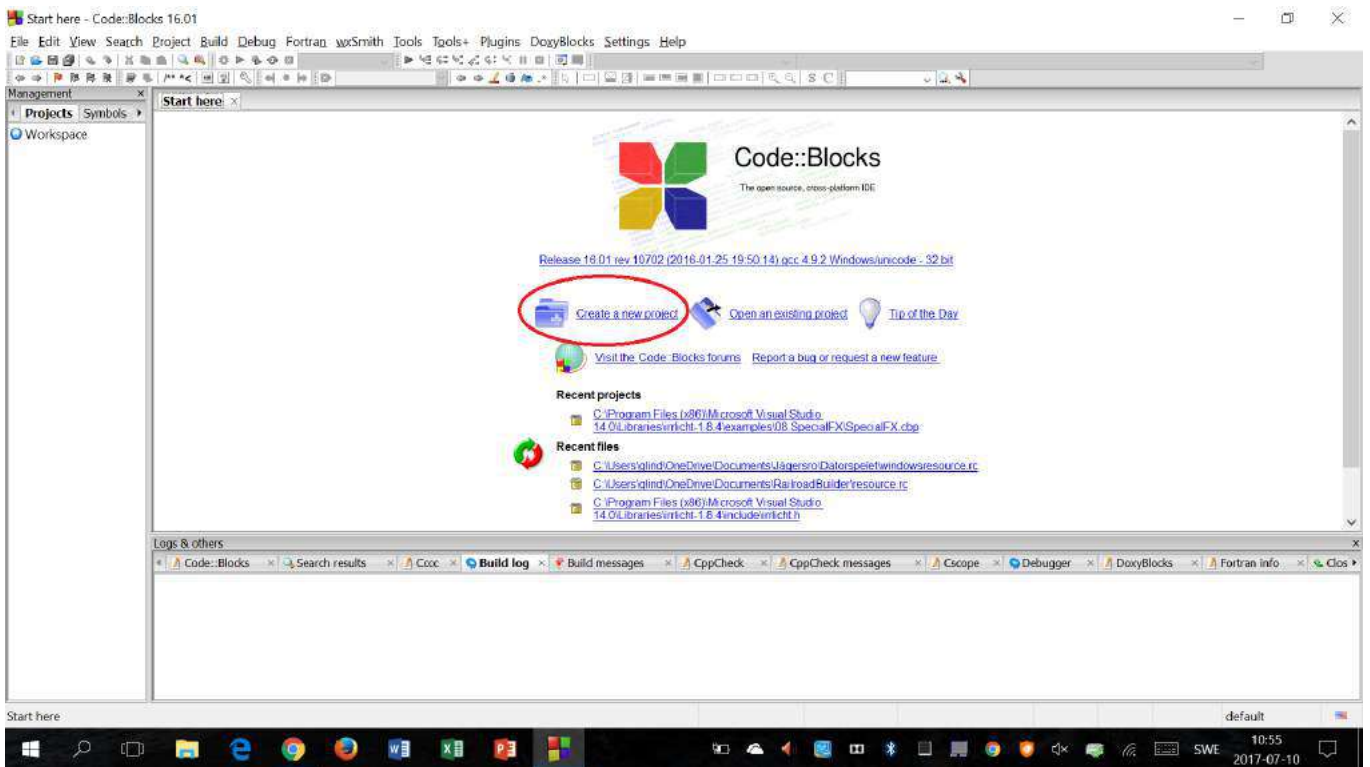 Start here - Code::Blocks 16.01
File Edit View Search Project Build Debug Fortran wxSmith Tools Tools+ Plugins DoxyBlocks Settings Help
Management
Start here
Projects Symbols
Workspace
Code::Blocks
The open source, cross-platform IDE
Release 16.01 rev 10702 (2016-01-25 19:50:14) gcc 4.9.2 Windows/unicode - 32 bit
Create a new project Open an existing project Tip of the Day
Visit the Code::Blocks forums Report a bug or request a new feature
Recent projects
C:\Program Files (x86)\Microsoft Visual Studio
14.0\Libraries\irrlicht-1.8.4\examples\08.SpecialFX\SpecialFX.cbp
Recent files
C:\Users\glind\OneDrive\Documents\Jägersro\Datorspelet\windowsresource.rc
C:\Users\glind\OneDrive\Documents\RailroadBuilder\resource.rc
C:\Program Files (x86)\Microsoft Visual Studio
14.0\Libraries\irrlicht-1.8.4\include\irrlicht.h
Logs & others
Code::Blocks Search results Cccc Build log Build messages CppCheck CppCheck messages Cscope Debugger DoxyBlocks Fortran info Clos
Start here default
SWE 10:55
2017-07-10